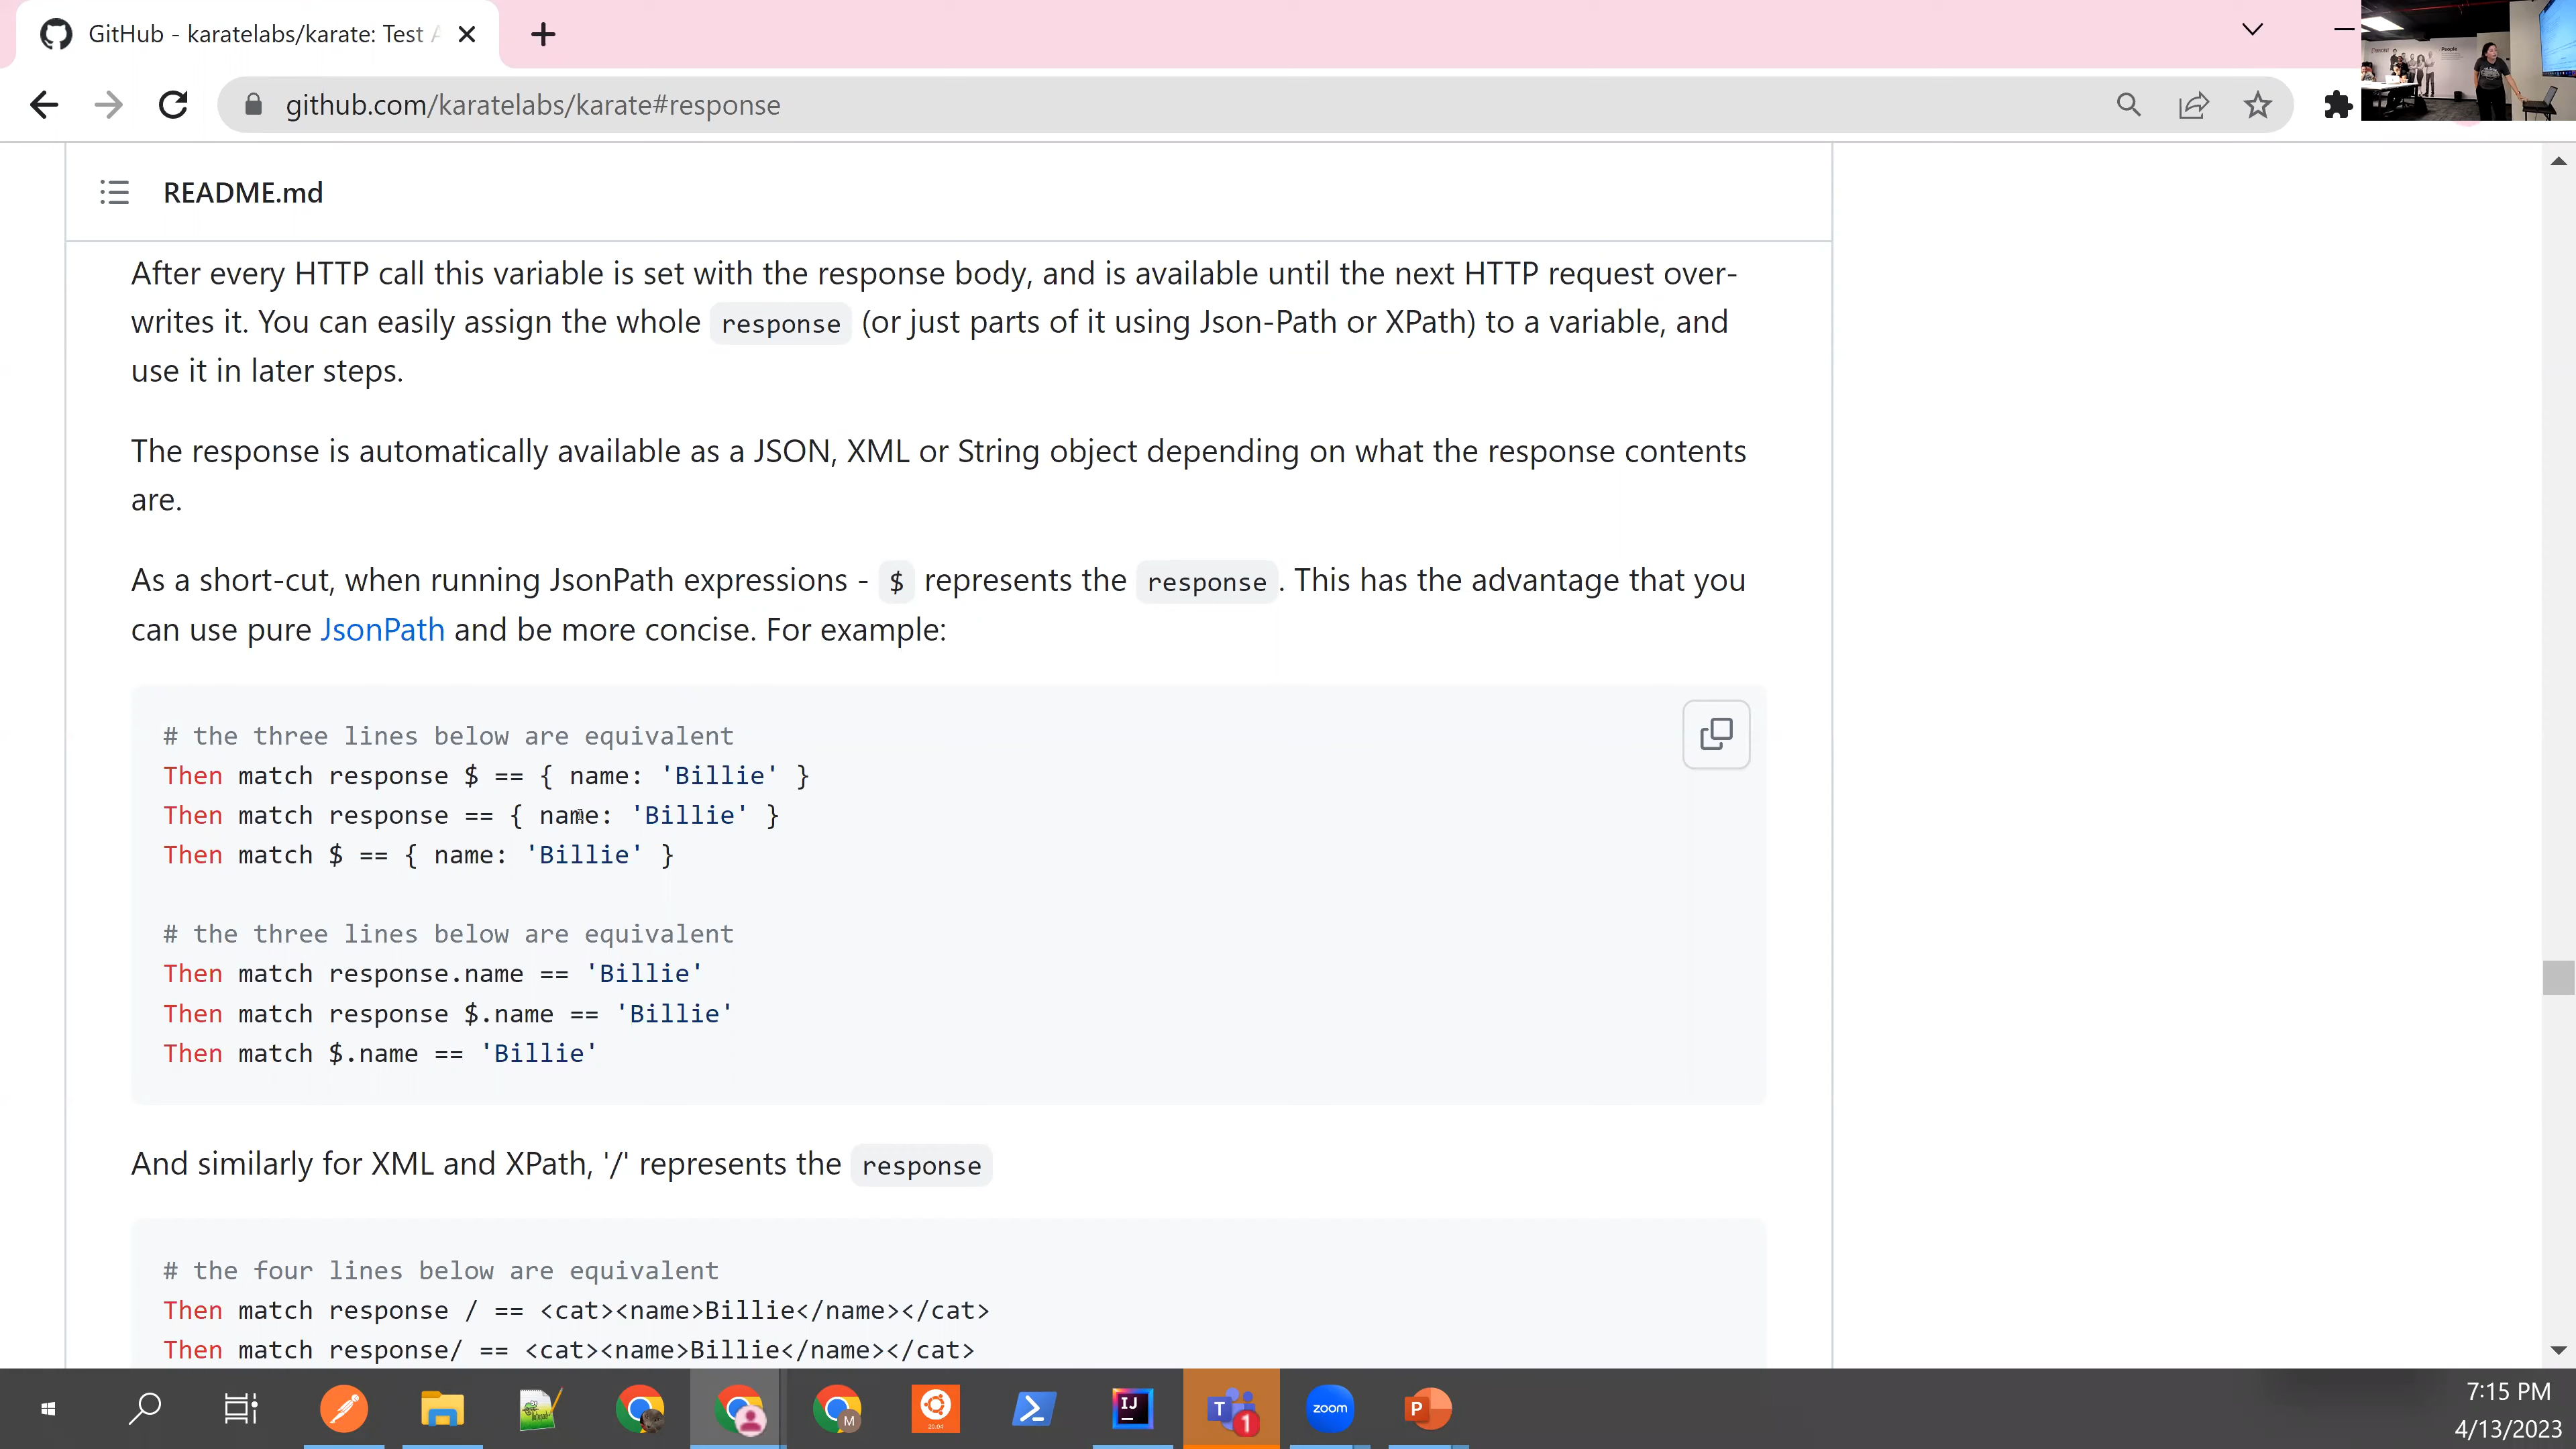 GitHub - karatelabs/karate: Test A
github.com/karatelabs/karate#response
People
README.md
After every HTTP call this variable is set with the response body, and is available until the next HTTP request over-
writes it. You can easily assign the whole response (or just parts of it using Json-Path or XPath) to a variable, and
use it in later steps.
The response is automatically available as a JSON, XML or String object depending on what the response contents
are.
As a short-cut, when running JsonPath expressions - $ represents the response. This has the advantage that you
can use pure JsonPath and be more concise. For example:
# the three lines below are equivalent
Then match response $ == { name: 'Billie' }
Then match response == { name: 'Billie' }
Then match $ == { name: 'Billie' }
# the three lines below are equivalent
Then match response.name == 'Billie'
Then match response $.name == 'Billie'
Then match $.name == 'Billie'
And similarly for XML and XPath, '/' represents the response
# the four lines below are equivalent
Then match response / == <cat><name>Billie</name></cat>
Then match response/ == <cat><name>Billie</name></cat>
M
20.04
IJ
T
1
zoom
P
7:15 PM
4/13/2023